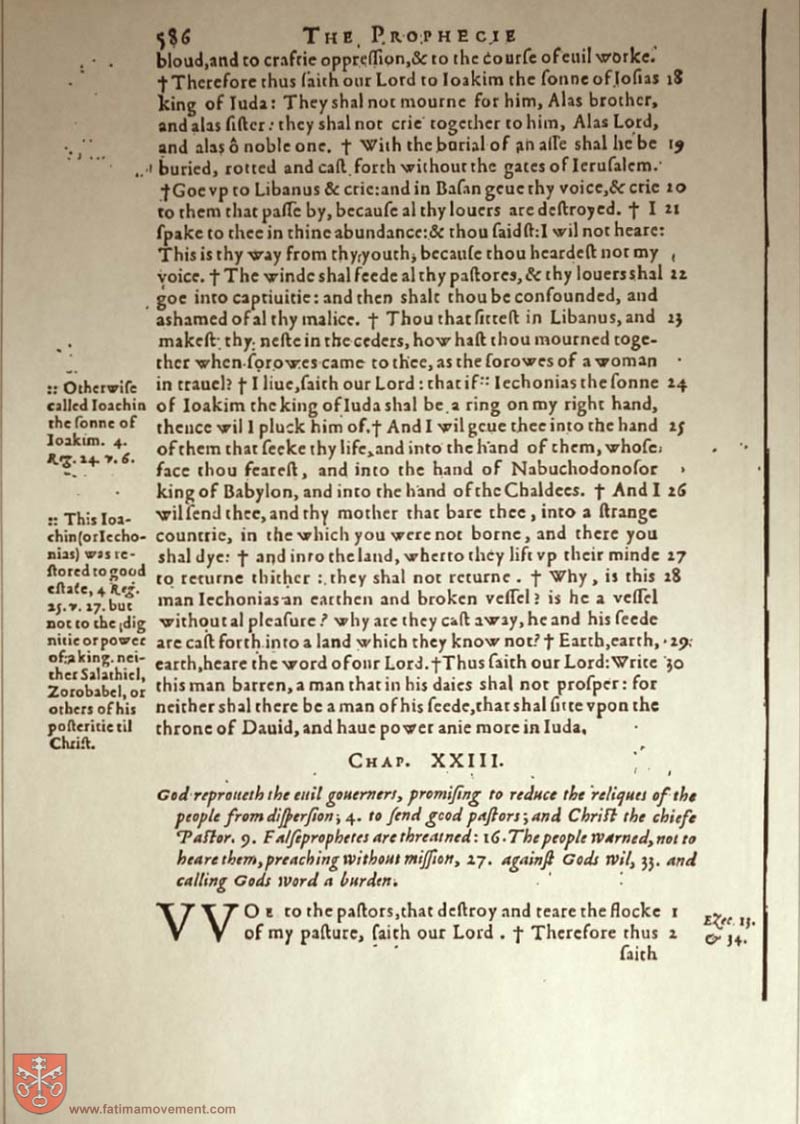 586 THE PROPHECIE
bloud,and to craftie oppreſſion,& to the courſe of euil worke.
†Therefore thus ſaith our Lord to Ioakim the ſonne of Ioſias 18
king of Iuda: They shal not mourne for him, Alas brother,
and alas ſiſter: they shal not crie together to him, Alas Lord,
and alas ô noble one. † With the burial of an aſſe shal he be 19
buried, rotted and caſt forth without the gates of Ieruſalem.
†Goe vp to Libanus & crie:and in Baſan geue thy voice,& crie 20
to them that paſſe by, becauſe al thy louers are deſtroyed. † I 21
ſpake to thee in thine abundance:& thou ſaidſt:I wil not heare:
This is thy way from thy youth, becauſe thou heardeſt not my
voice. † The winde shal feede al thy paſtores, & thy louers shal 22
goe into captiuitie: and then shalt thou be confounded, and
ashamed of al thy malice. † Thou that ſitteſt in Libanus, and 23
makeſt thy neſte in the ceders, how haſt thou mourned toge-
ther when ſorowes came to thee, as the ſorowes of a woman
in trauel? † I liue, ſaith our Lord: that if :: Iechonias the ſonne 24
of Ioakim the king of Iuda shal be a ring on my right hand,
thence wil I pluck him of. † And I wil geue thee into the hand 25
of them that ſeeke thy life, and into the hand of them, whoſe
face thou feareſt, and into the hand of Nabuchodonoſor
king of Babylon, and into the hand of the Chaldees. † And I 26
wil ſend thee, and thy mother that bare thee, into a ſtrange
countrie, in the which you were not borne, and there you
shal dye: † and into the land, wherto they lift vp their minde 27
to returne thither: they shal not returne. † Why, is this 28
man Iechonias an earthen and broken veſſel? is he a veſſel
without al pleaſure? why are they caſt away, he and his ſeede
are caſt forth into a land which they know not? † Earth, earth, 29
earth, heare the word of our Lord. †Thus ſaith our Lord: Write 30
this man barren, a man that in his daies shal not proſper: for
neither shal there be a man of his ſeede, that shal ſitte vpon the
throne of Dauid, and haue power anie more in Iuda.
:: Otherwiſe
called Ioachin
the ſonne of
Ioakim. 4.
Reg. 24. v. 6.
:: This Ioa-
chin(or Iecho-
nias) was re-
ſtored to good
eſtate, 4 Reg.
25. v. 27. but
not to the dig
nitie or power
of a king. nei-
ther Salathiel,
Zorobabel, or
others of his
poſteritie til
Chriſt.
CHAP. XXIII.
God reproueth the euil gouerners, promiſing to reduce the reliques of the
people from diſperſion, 4. to ſend good paſtors, and Chriſt the chiefe
Paſtor. 9. Falſeprophetes are threatned: 16. The people warned, not to
heare them, preaching without miſſion, 27. againſt Gods wil, 33. and
calling Gods word a burden.
VVOE to the paſtors, that deſtroy and teare the flocke 1
of my paſture, ſaith our Lord. † Therefore thus 2
ſaith
Ezec. 13.
& 34.
www.fatimamovement.com